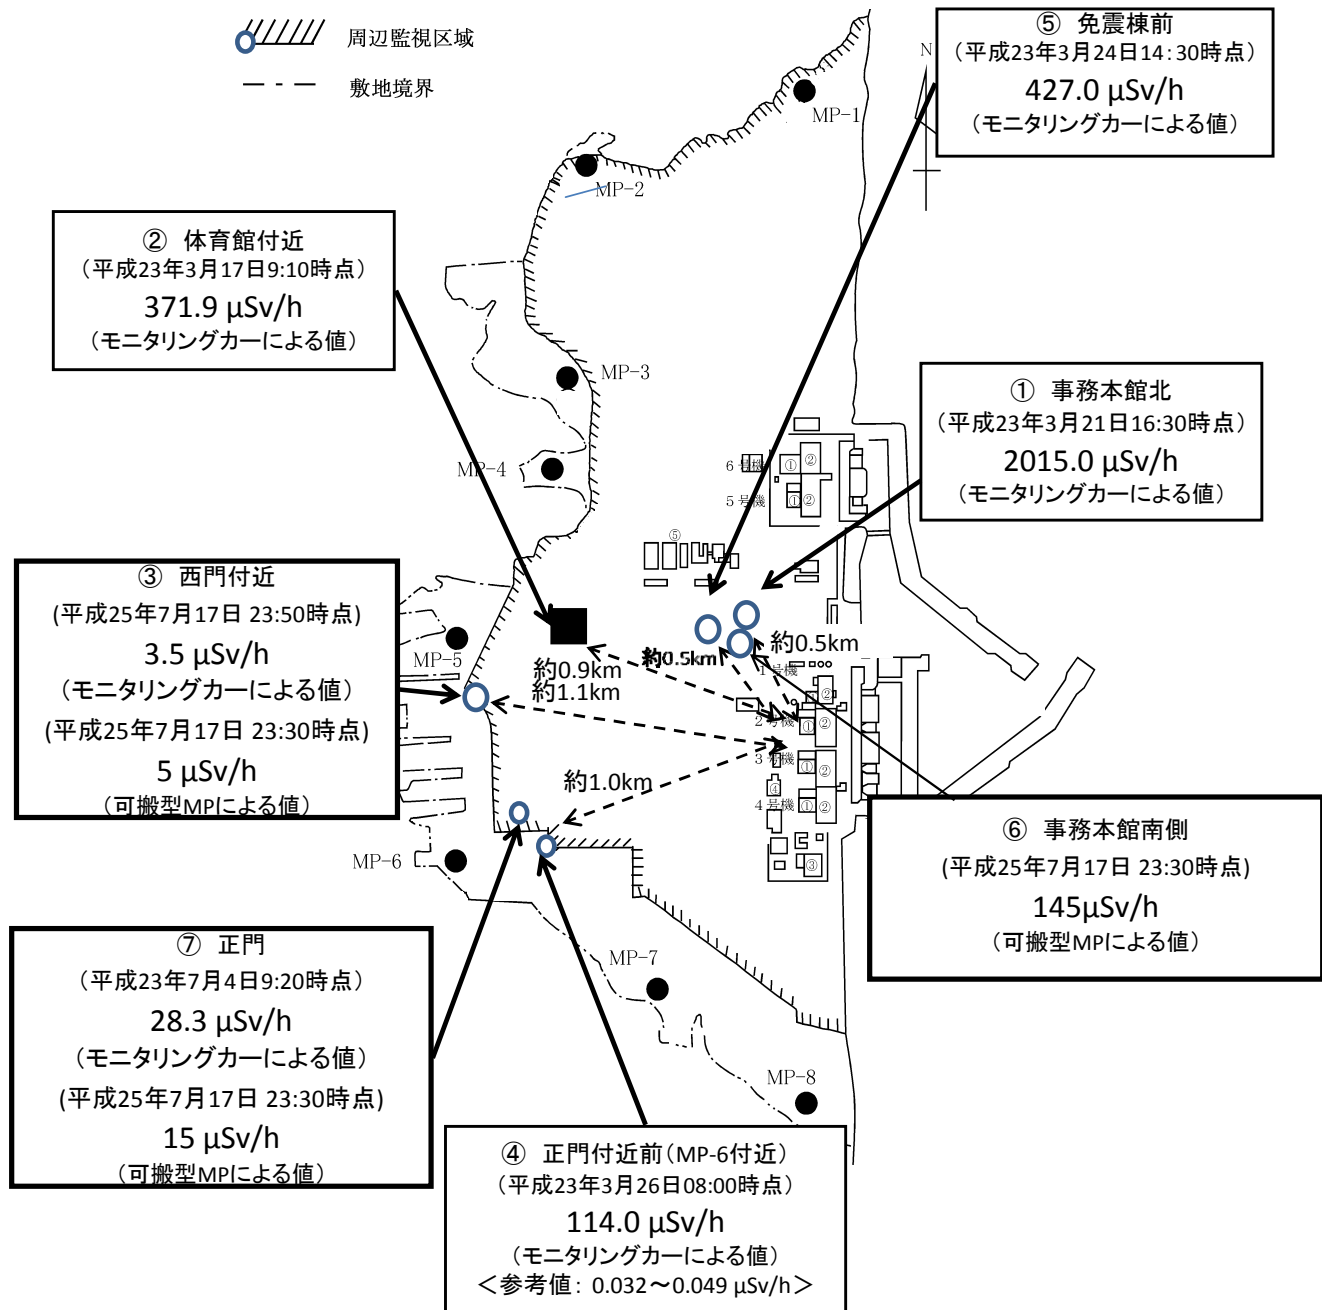 周辺監視区域
敷地境界
N
⑤ 免震棟前
(平成23年3月24日14:30時点)
427.0 μSv/h
(モニタリングカーによる値)
MP-1
MP-2
② 体育館付近
(平成23年3月17日9:10時点)
371.9 μSv/h
(モニタリングカーによる値)
MP-3
① 事務本館北
(平成23年3月21日16:30時点)
2015.0 μSv/h
(モニタリングカーによる値)
MP-4
6号機
① ②
5号機
① ②
⑤
③ 西門付近
(平成25年7月17日 23:50時点)
3.5 μSv/h
(モニタリングカーによる値)
(平成25年7月17日 23:30時点)
5 μSv/h
(可搬型MPによる値)
MP-5
約0.9km
約1.1km
約0.5km
約0.5km
1号機
②
2号機
① ②
3号機
① ②
④
4号機
① ②
③
約1.0km
MP-6
⑥ 事務本館南側
(平成25年7月17日 23:30時点)
145μSv/h
(可搬型MPによる値)
⑦ 正門
(平成23年7月4日9:20時点)
28.3 μSv/h
(モニタリングカーによる値)
(平成25年7月17日 23:30時点)
15 μSv/h
(可搬型MPによる値)
MP-7
MP-8
④ 正門付近前(MP-6付近)
(平成23年3月26日08:00時点)
114.0 μSv/h
(モニタリングカーによる値)
<参考値: 0.032~0.049 μSv/h>